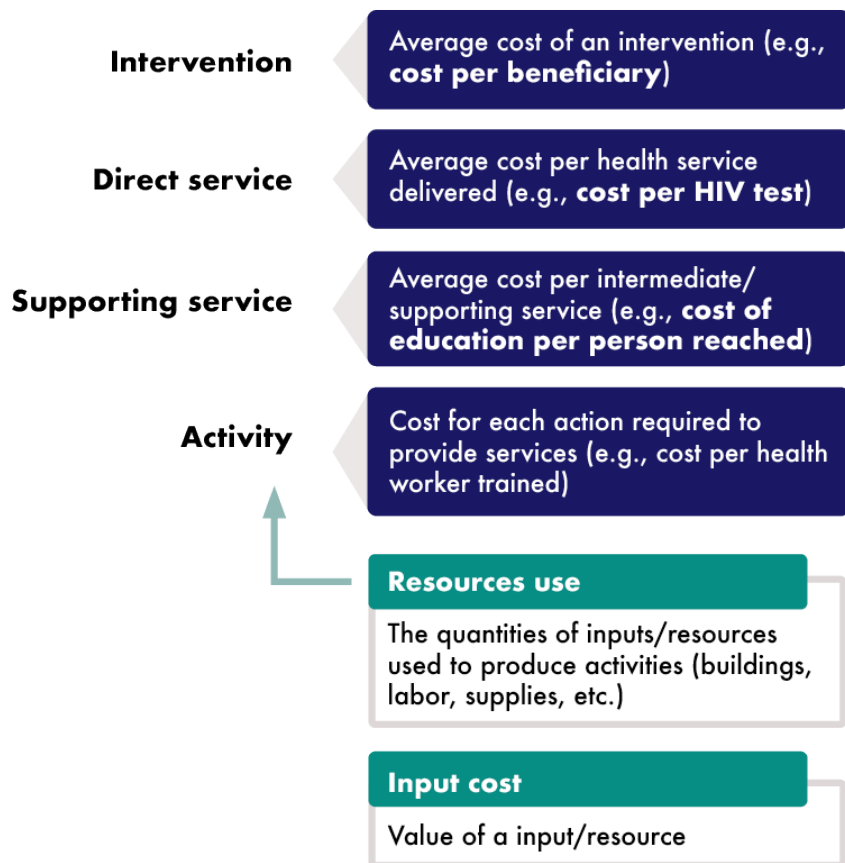 Intervention
Average cost of an intervention (e.g.,
cost per beneficiary)
Direct service
Average cost per health service
delivered (e.g., cost per HIV test)
Supporting service
Average cost per intermediate/
supporting service (e.g., cost of
education per person reached)
Activity
Cost for each action required to
provide services (e.g., cost per health
worker trained)
Resources use
The quantities of inputs/resources
used to produce activities (buildings,
labor, supplies, etc.)
Input cost
Value of a input/resource